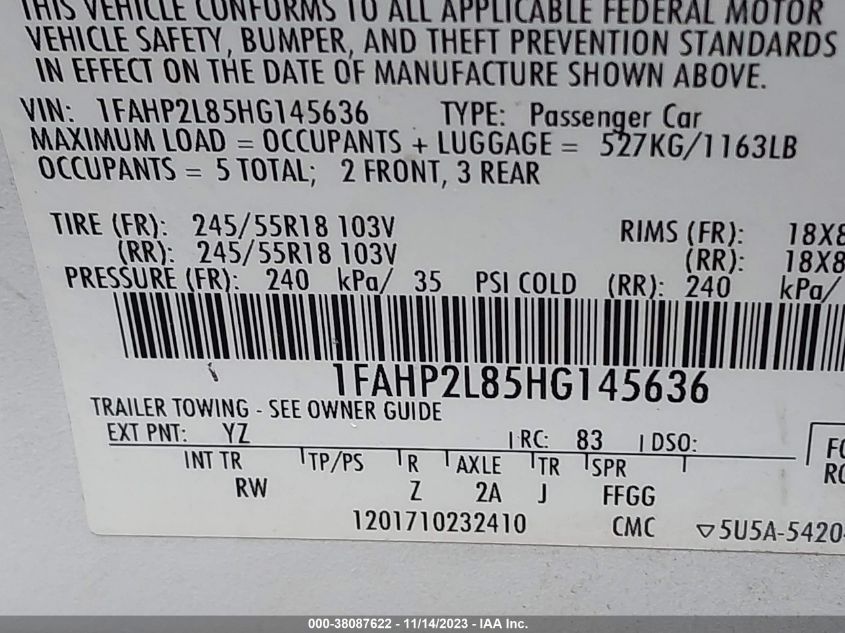 THIS VEHICLE CONFORMS TO ALL APPLICABLE FEDERAL MOTOR
VEHICLE SAFETY, BUMPER, AND THEFT PREVENTION STANDARDS
IN EFFECT ON THE DATE OF MANUFACTURE SHOWN ABOVE.
VIN: 1FAHP2L85HG145636 TYPE: Passenger Car
MAXIMUM LOAD = OCCUPANTS + LUGGAGE = 527KG/1163LB
OCCUPANTS = 5 TOTAL; 2 FRONT, 3 REAR
TIRE (FR): 245/55R18 103V RIMS (FR): 18X8
(RR): 245/55R18 103V (RR): 18X8
PRESSURE (FR): 240 kPa/ 35 PSI COLD (RR): 240 kPa/
1FAHP2L85HG145636
TRAILER TOWING - SEE OWNER GUIDE
EXT PNT: YZ RC: 83 DSO:
INT TR TP/PS R AXLE TR SPR
RW Z 2A J FFGG
1201710232410 CMC ▽5U5A-5420
000-38087622 - 11/14/2023 - IAA Inc.